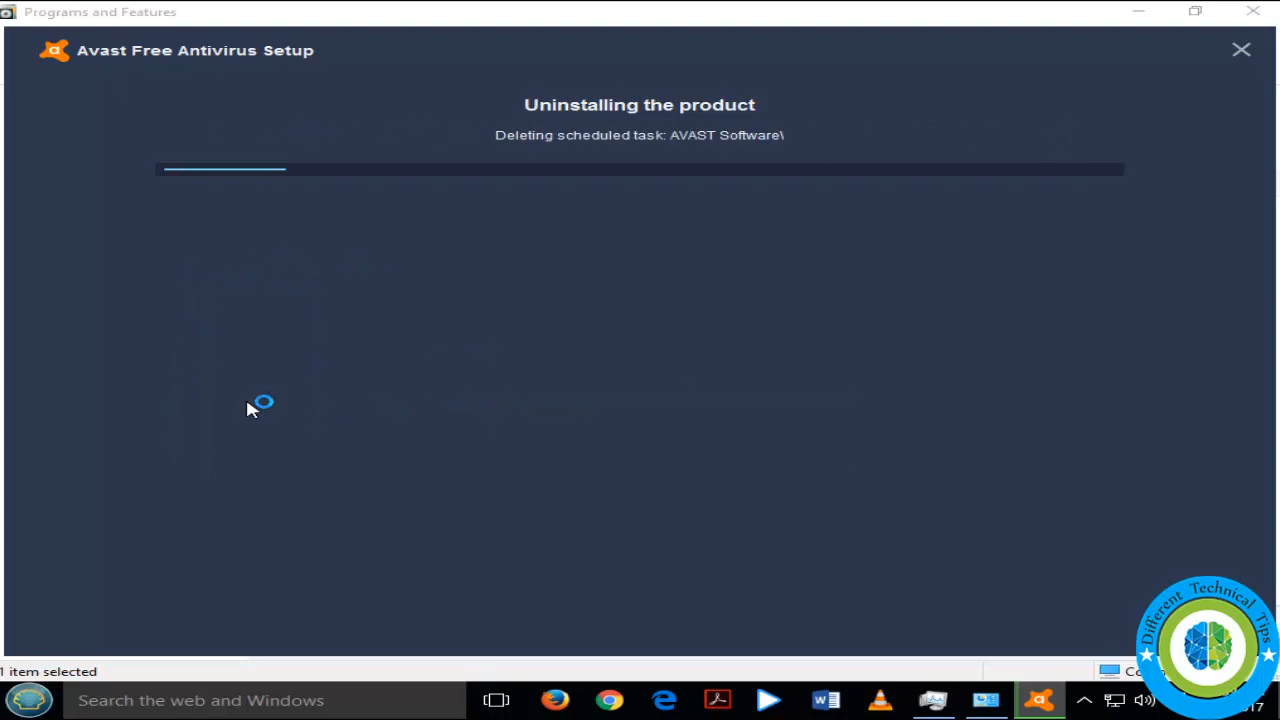 Programs and Features
Avast Free Antivirus Setup
Uninstalling the product
Deleting scheduled task: AVAST Software\
1 item selected
Different Technical Tips
Search the web and Windows